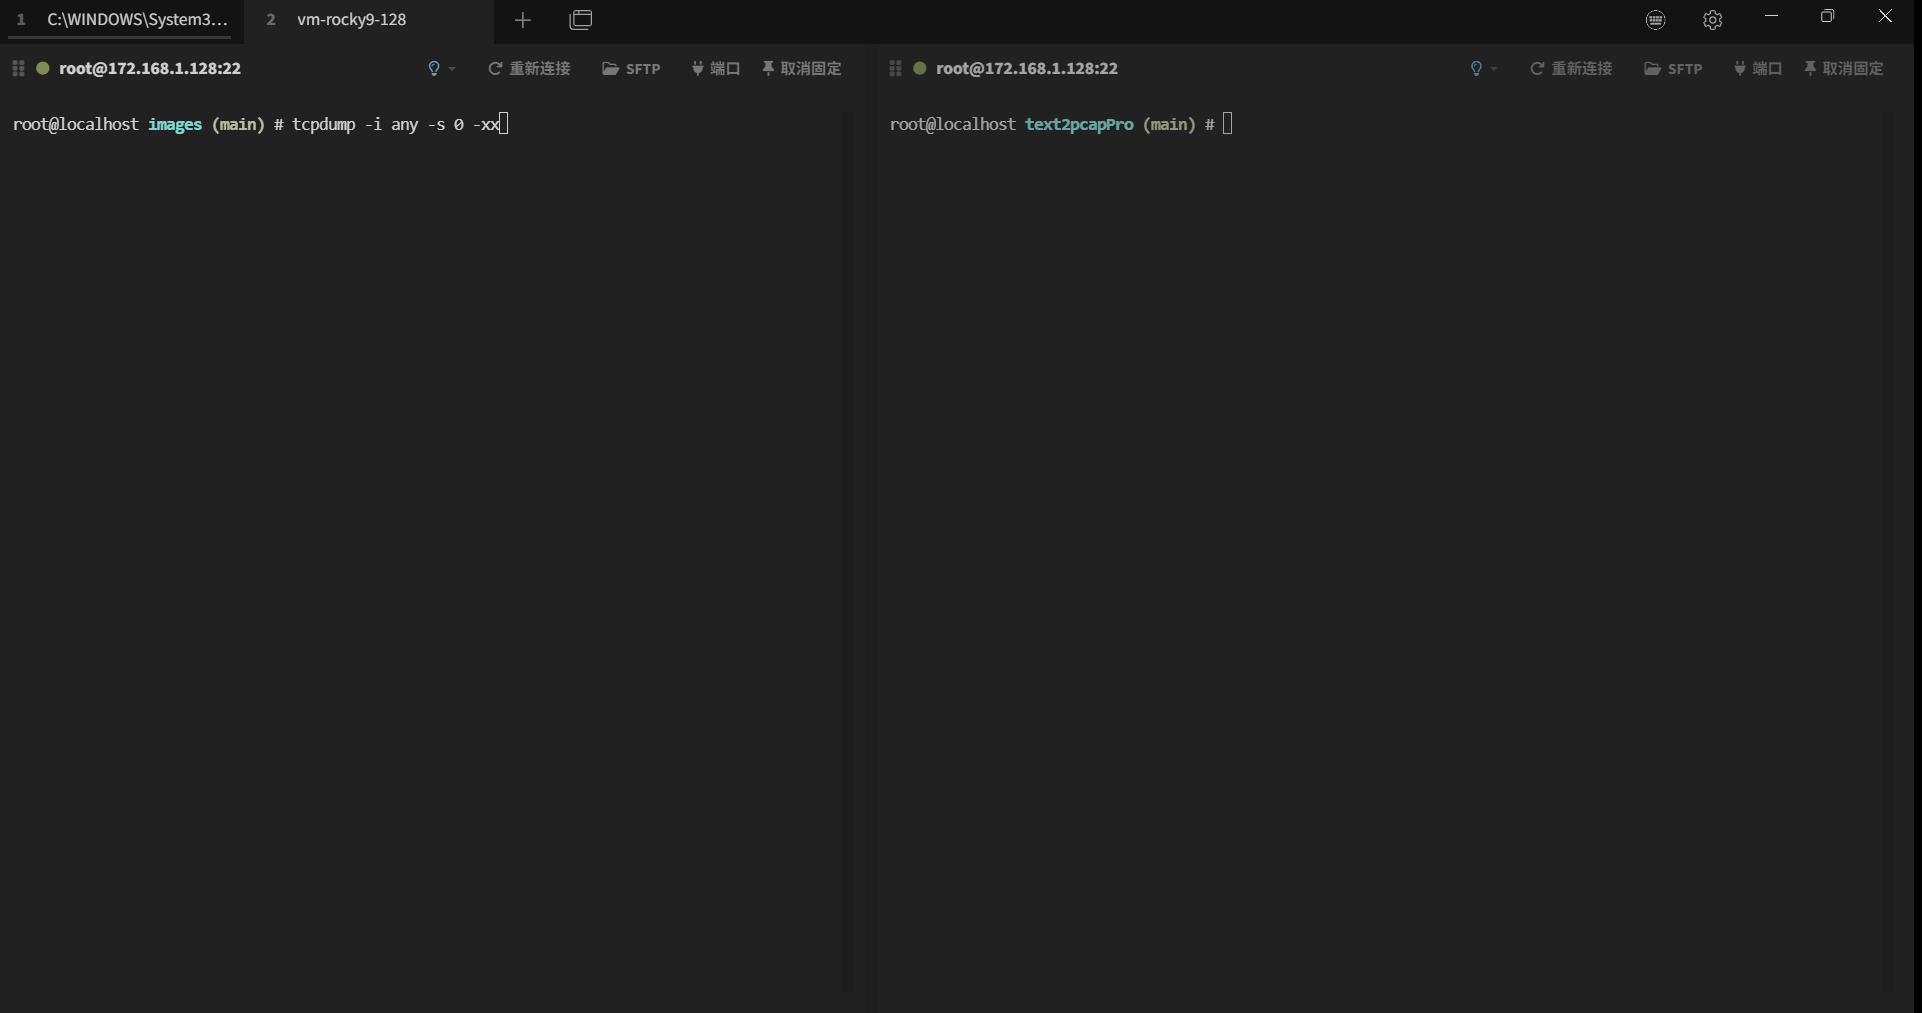 1 C:\WINDOWS\System3... 2 vm-rocky9-128
root@172.168.1.128:22 重新连接 SFTP 端口 取消固定
root@localhost images (main) # tcpdump -i any -s 0 -xx
root@172.168.1.128:22 重新连接 SFTP 端口 取消固定
root@localhost text2pcapPro (main) #